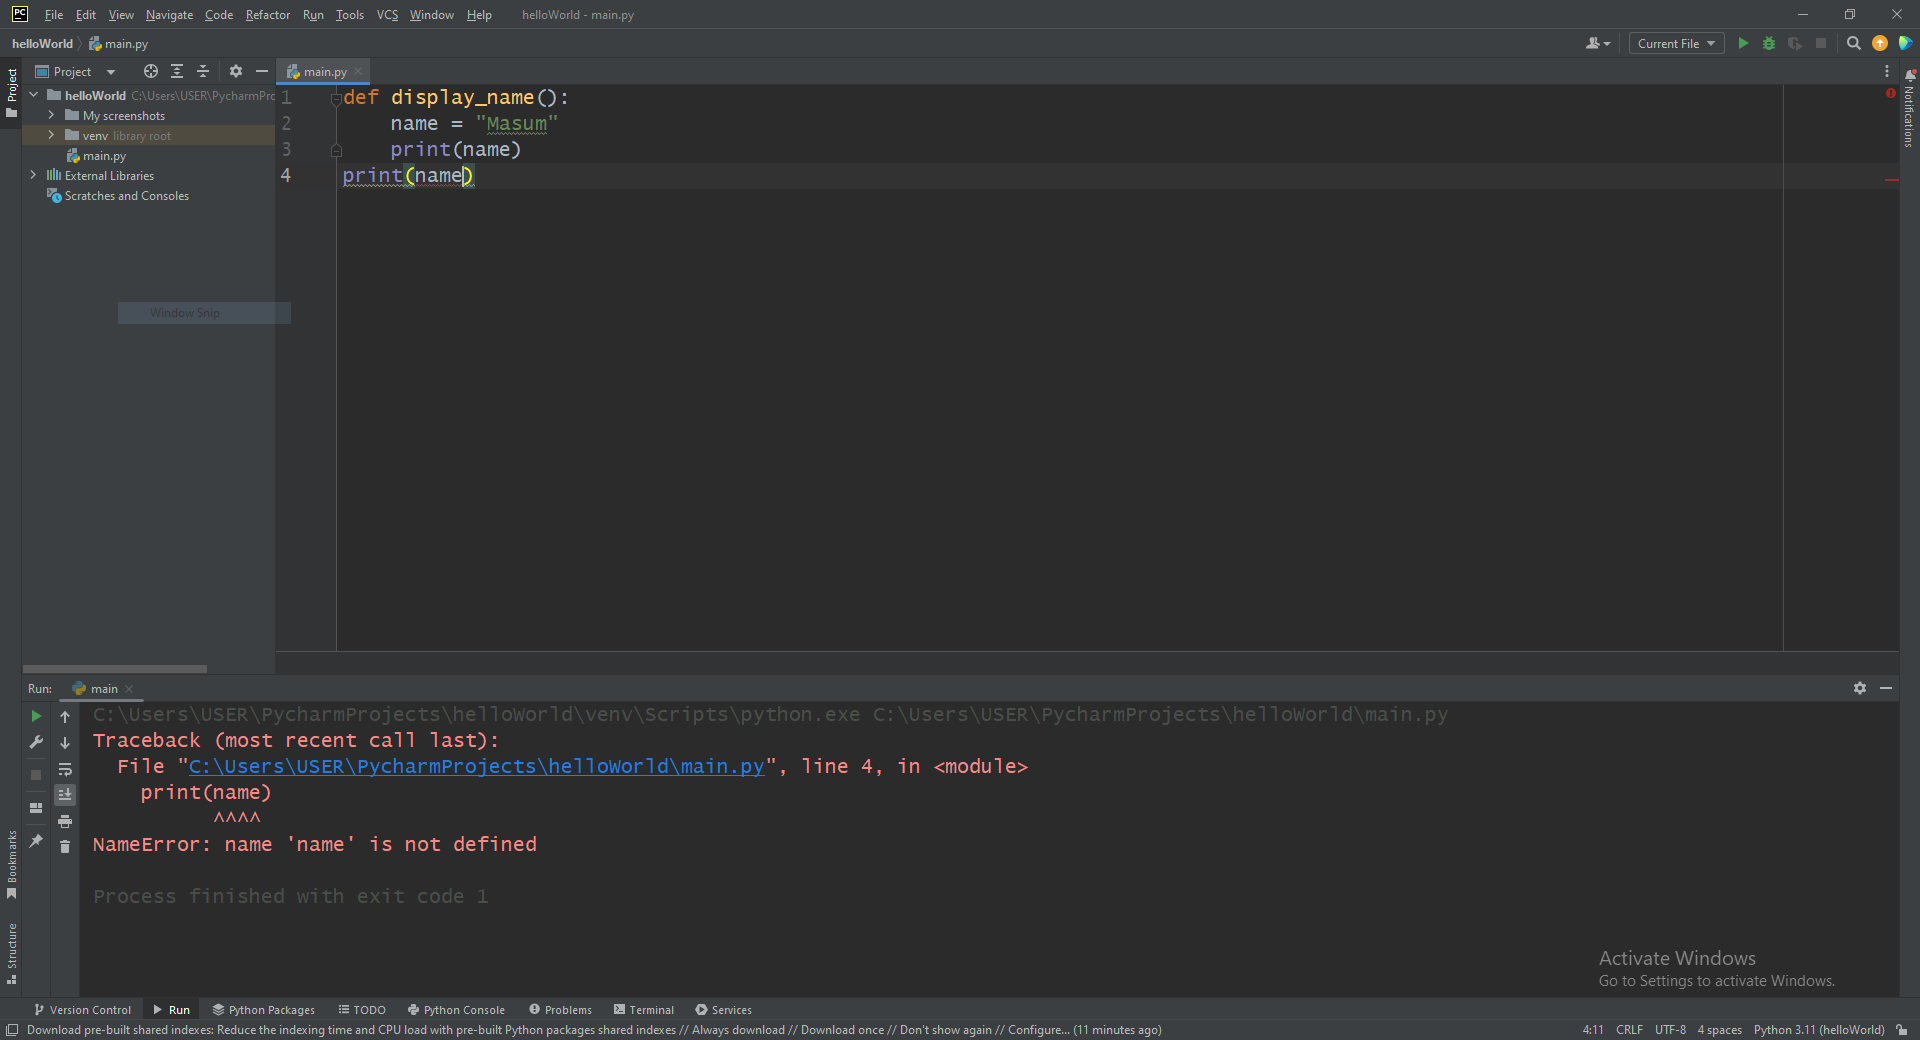 PC File Edit View Navigate Code Refactor Run Tools VCS Window Help helloWorld - main.py
helloWorld main.py Current File
Project main.py
Project
helloWorld C:\Users\USER\PycharmPrc
My screenshots
venv library root
main.py
External Libraries
Scratches and Consoles
Window Snip
1 def display_name():
2 name = "Masum"
3 print(name)
4 print(name)
Notifications
Run: main
C:\Users\USER\PycharmProjects\helloWorld\venv\Scripts\python.exe C:\Users\USER\PycharmProjects\helloWorld\main.py
Traceback (most recent call last):
File "C:\Users\USER\PycharmProjects\helloWorld\main.py", line 4, in <module>
print(name)
^^^^
NameError: name 'name' is not defined
Process finished with exit code 1
Bookmarks
Structure
Activate Windows
Go to Settings to activate Windows.
Version Control Run Python Packages TODO Python Console Problems Terminal Services
Download pre-built shared indexes: Reduce the indexing time and CPU load with pre-built Python packages shared indexes // Always download // Download once // Don't show again // Configure... (11 minutes ago) 4:11 CRLF UTF-8 4 spaces Python 3.11 (helloWorld)